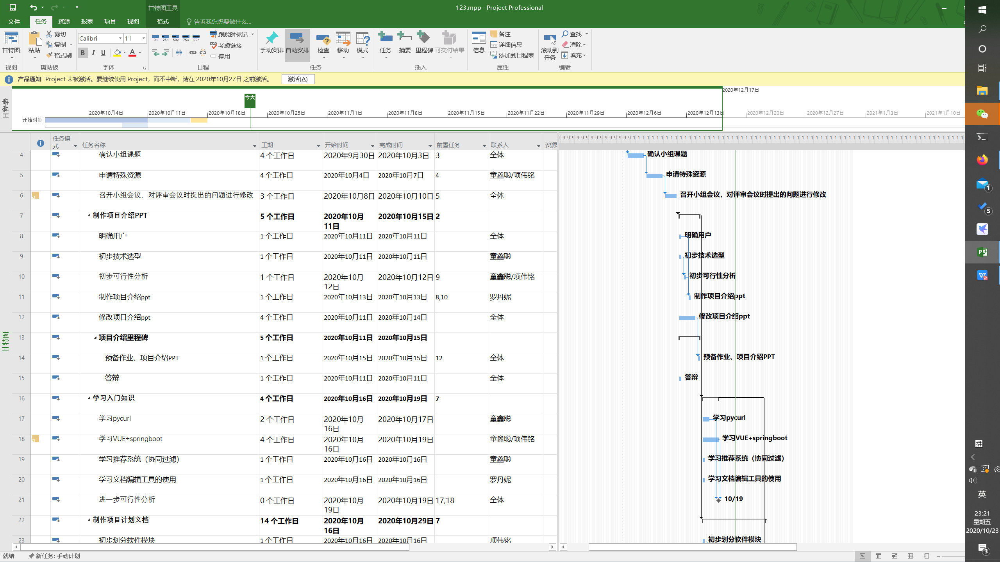 甘特图工具
123.mpp - Project Professional
文件 任务 资源 报表 项目 视图 格式 告诉我您想要做什么...
甘特图
视图
粘贴
剪切
复制
格式刷
剪贴板
Calibri 11
B I U A
字体
0% 25% 50% 75% 100%
跟踪时标记
考虑链接
停用
日程
手动安排 自动安排 检查 移动 模式
任务
任务 摘要 里程碑 可交付结果
插入
信息
备注
详细信息
添加到日程表
属性
滚动到
任务
查找
清除
填充
编辑
产品通知 Project 未被激活。要继续使用 Project，而不中断，请在 2020年10月27日 之前激活。 激活(A)
日程表
今天
2020年12月17日
2020年10月4日 2020年10月11日 2020年10月18日 2020年10月25日 2020年11月1日 2020年11月8日 2020年11月15日 2020年11月22日 2020年11月29日 2020年12月6日 2020年12月13日 2020年12月20日 2020年12月27日 2021年1月3日 2021年1月10日
开始时间
甘特图
任务模式 任务名称 工期 开始时间 完成时间 前置任务 联系人 资源
4 确认小组课题 4 个工作日 2020年9月30日 2020年10月3日 3 全体
5 申请特殊资源 4 个工作日 2020年10月4日 2020年10月7日 4 童鑫聪/项伟铭
6 召开小组会议，对评审会议时提出的问题进行修改 3 个工作日 2020年10月8日 2020年10月10日 5 全体
7 制作项目介绍PPT 5 个工作日 2020年10月11日 2020年10月15日 2
8 明确用户 1 个工作日 2020年10月11日 2020年10月11日 全体
9 初步技术选型 1 个工作日 2020年10月11日 2020年10月11日 童鑫聪
10 初步可行性分析 1 个工作日 2020年10月12日 2020年10月12日 9 童鑫聪/项伟铭
11 制作项目介绍ppt 1 个工作日 2020年10月13日 2020年10月13日 8,10 罗丹妮
12 修改项目介绍ppt 4 个工作日 2020年10月11日 2020年10月14日 全体
13 项目介绍里程碑 5 个工作日 2020年10月11日 2020年10月15日
14 预备作业、项目介绍PPT 1 个工作日 2020年10月15日 2020年10月15日 12 全体
15 答辩 1 个工作日 2020年10月11日 2020年10月11日 全体
16 学习入门知识 4 个工作日 2020年10月16日 2020年10月19日 7
17 学习pycurl 2 个工作日 2020年10月16日 2020年10月17日 童鑫聪
18 学习VUE+springboot 4 个工作日 2020年10月16日 2020年10月19日 童鑫聪/项伟铭
19 学习推荐系统（协同过滤） 1 个工作日 2020年10月16日 2020年10月16日 童鑫聪
20 学习文档编辑工具的使用 1 个工作日 2020年10月16日 2020年10月16日 罗丹妮
21 进一步可行性分析 0 个工作日 2020年10月19日 2020年10月19日 17,18 全体
22 制作项目计划文档 14 个工作日 2020年10月16日 2020年10月29日 7
23 初步划分软件模块 1 个工作日 2020年10月16日 2020年10月16日 项伟铭
确认小组课题
申请特殊资源
召开小组会议，对评审会议时提出的问题进行修改
明确用户
初步技术选型
初步可行性分析
制作项目介绍ppt
修改项目介绍ppt
预备作业、项目介绍PPT
答辩
学习pycurl
学习VUE+springboot
学习推荐系统（协同过滤）
学习文档编辑工具的使用
10/19
初步划分软件模块
就绪 新任务: 手动计划
1
5
拼
英
23:21
星期五
2020/10/23
3